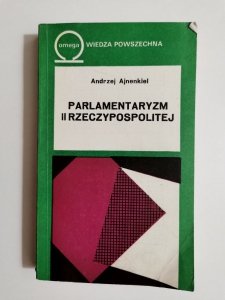 omega
WIEDZA POWSZECHNA
Andrzej Ajnenkiel
PARLAMENTARYZM
II RZECZYPOSPOLITEJ